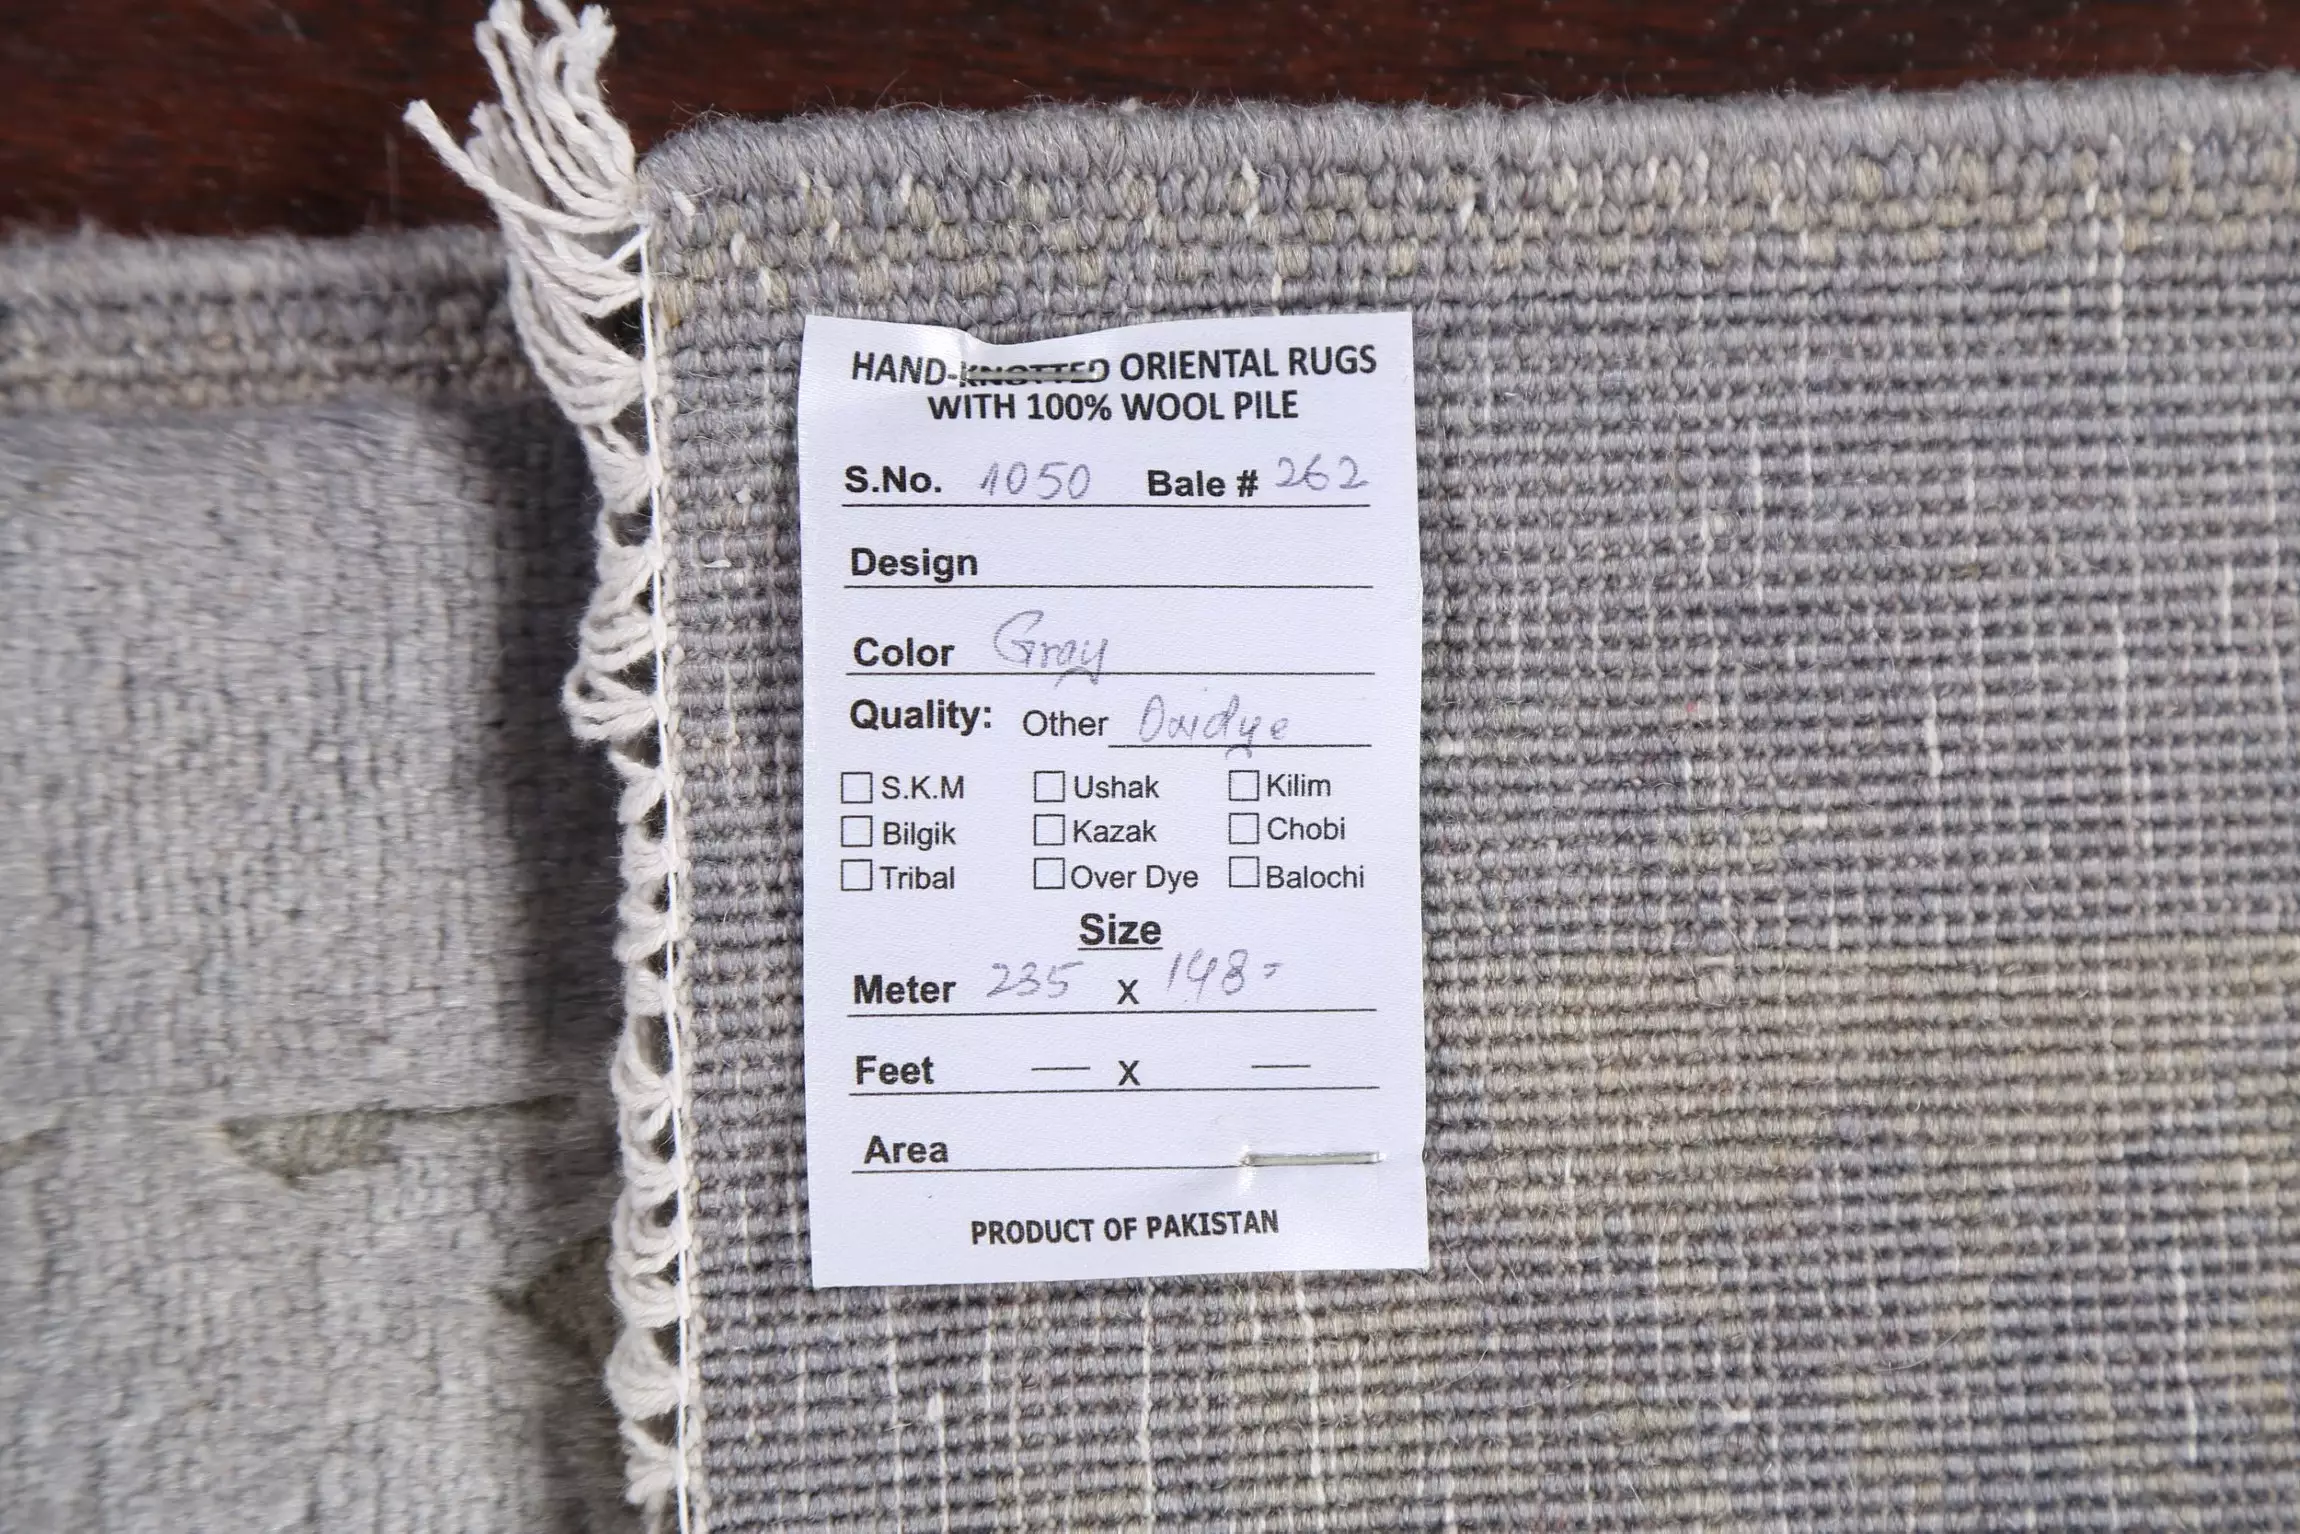 HAND-KNOTTED ORIENTAL RUGS
WITH 100% WOOL PILE
S.No. 1050 Bale # 262
Design
Color Gray
Quality: Other Oxidye
☐ S.K.M ☐ Ushak ☐ Kilim
☐ Bilgik ☐ Kazak ☐ Chobi
☐ Tribal ☐ Over Dye ☐ Balochi
Size
Meter 235 x 148=
Feet — x —
Area
PRODUCT OF PAKISTAN